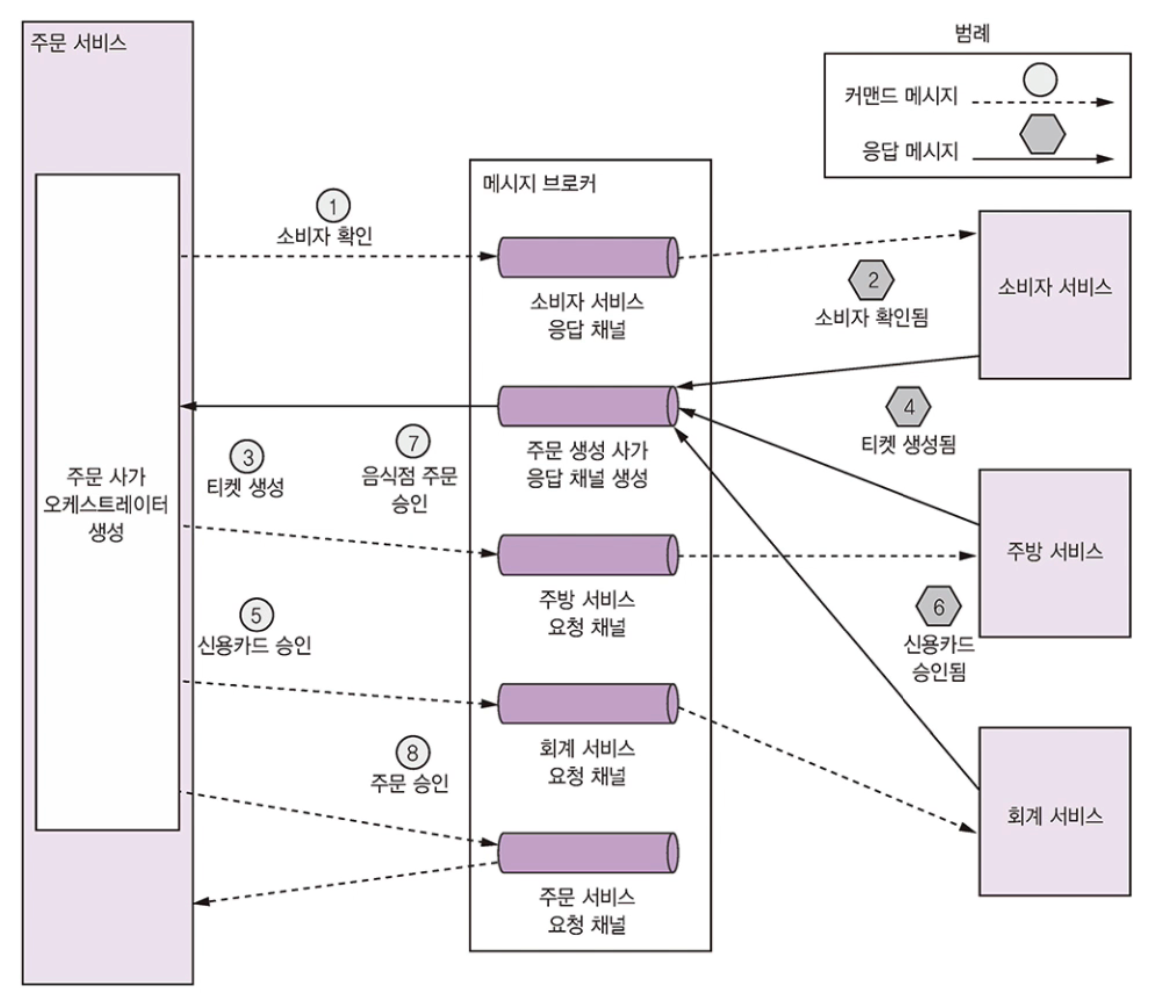 주문 서비스
범례
커맨드 메시지
응답 메시지
메시지 브로커
1
소비자 확인
소비자 서비스
응답 채널
2
소비자 확인됨
소비자 서비스
주문 사가
오케스트레이터
생성
3
티켓 생성
7
음식점 주문
승인
주문 생성 사가
응답 채널 생성
4
티켓 생성됨
주방 서비스
요청 채널
주방 서비스
5
신용카드 승인
6
신용카드
승인됨
회계 서비스
요청 채널
회계 서비스
8
주문 승인
주문 서비스
요청 채널